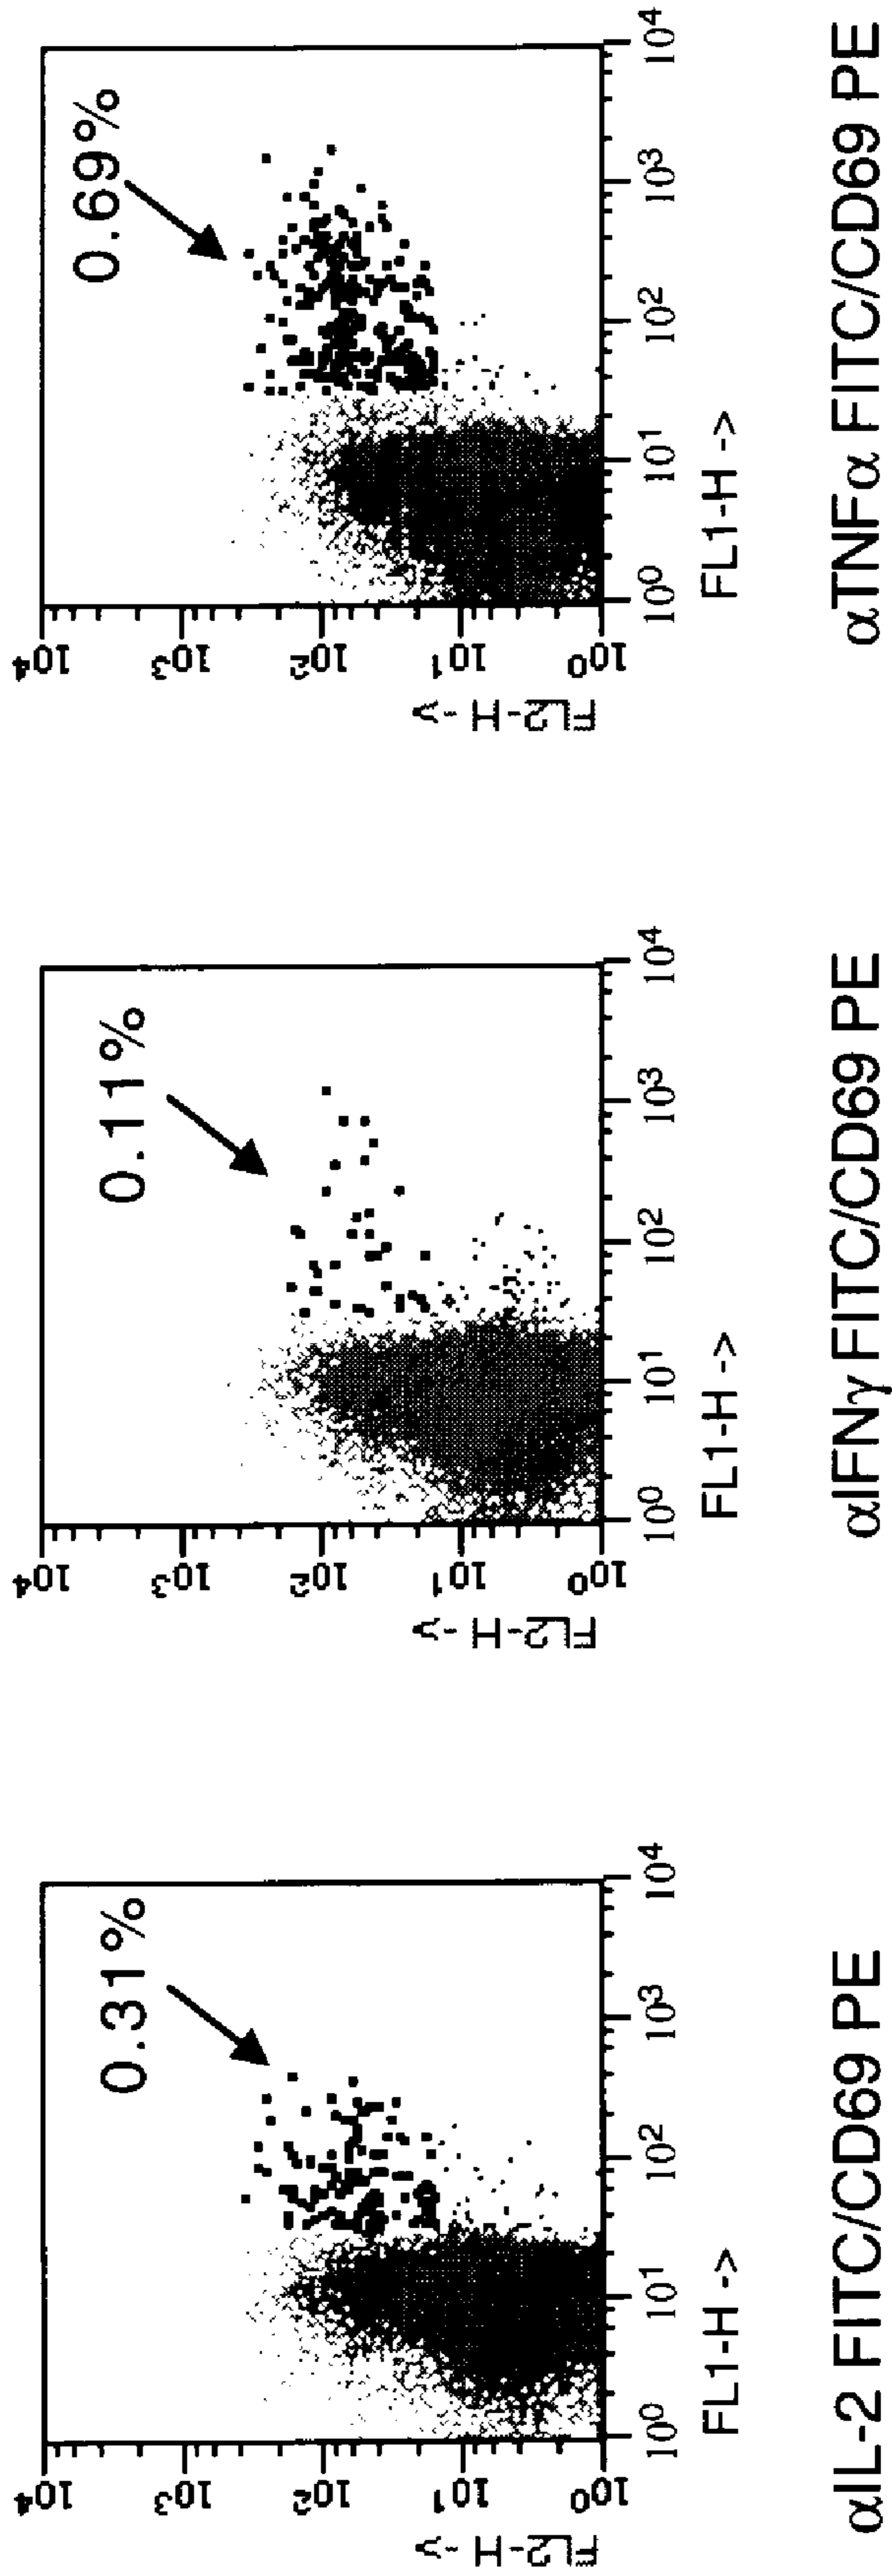 0.31%
10⁴
10³
10²
10¹
10⁰
FL2-H ->
10⁰ 10¹ 10² 10³ 10⁴
FL1-H ->
αIL-2 FITC/CD69 PE
0.11%
10⁴
10³
10²
10¹
10⁰
FL2-H ->
10⁰ 10¹ 10² 10³ 10⁴
FL1-H ->
αIFNγ FITC/CD69 PE
0.69%
10⁴
10³
10²
10¹
10⁰
FL2-H ->
10⁰ 10¹ 10² 10³ 10⁴
FL1-H ->
αTNFα FITC/CD69 PE